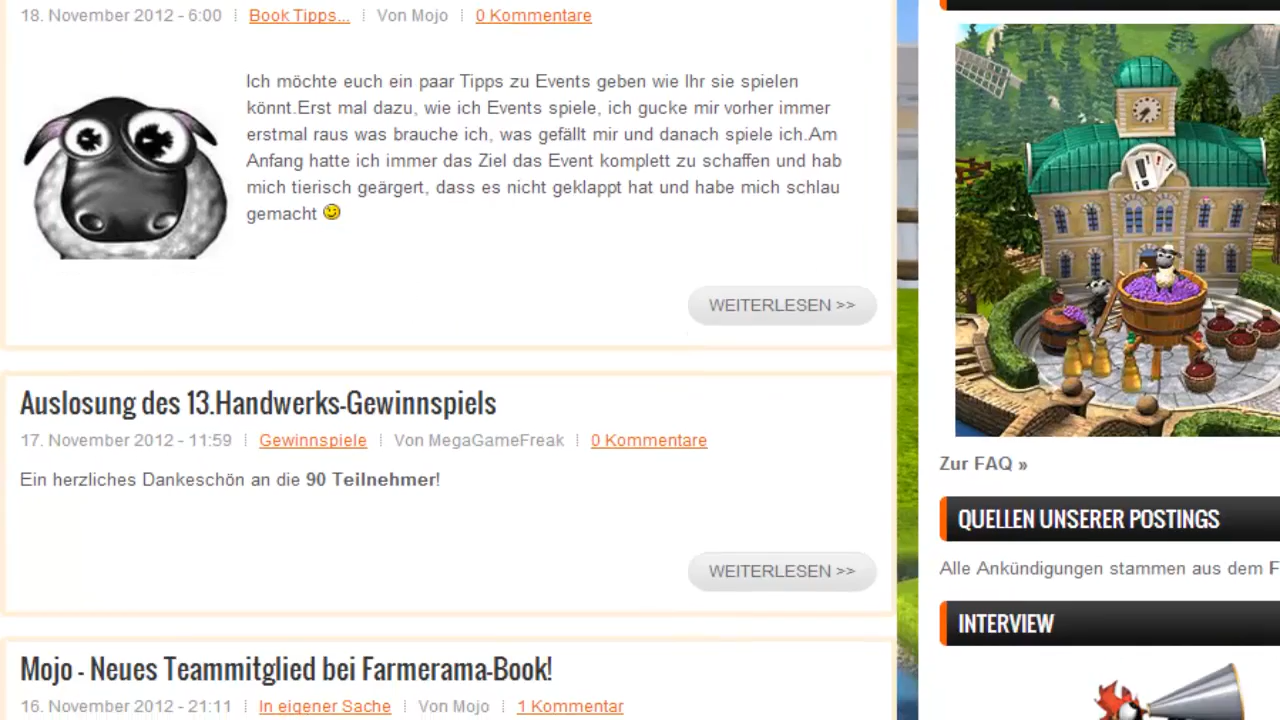 18. November 2012 - 6:00 Book Tipps... Von Mojo 0 Kommentare
Ich möchte euch ein paar Tipps zu Events geben wie Ihr sie spielen
könnt.Erst mal dazu, wie ich Events spiele, ich gucke mir vorher immer
erstmal raus was brauche ich, was gefällt mir und danach spiele ich.Am
Anfang hatte ich immer das Ziel das Event komplett zu schaffen und hab
mich tierisch geärgert, dass es nicht geklappt hat und habe mich schlau
gemacht
WEITERLESEN >>
Auslosung des 13.Handwerks-Gewinnspiels
17. November 2012 - 11:59 Gewinnspiele Von MegaGameFreak 0 Kommentare
Ein herzliches Dankeschön an die 90 Teilnehmer!
WEITERLESEN >>
Mojo - Neues Teammitglied bei Farmerama-Book!
16. November 2012 - 21:11 In eigener Sache Von Mojo 1 Kommentar
Zur FAQ »
QUELLEN UNSERER POSTINGS
Alle Ankündigungen stammen aus dem F
INTERVIEW